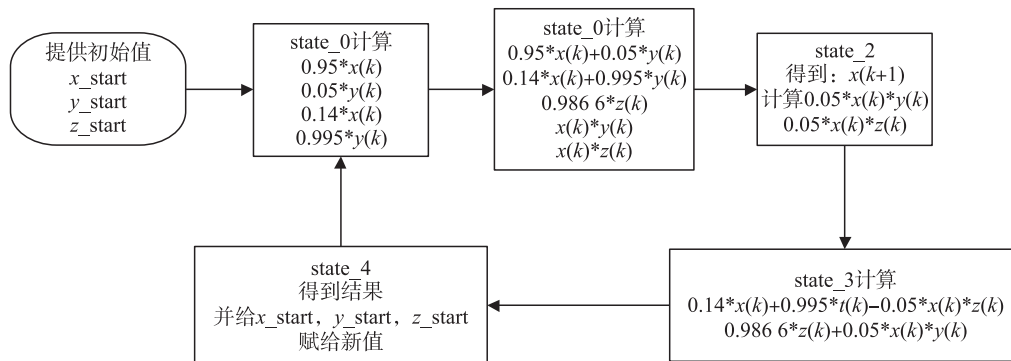 提供初始值
x_start
y_start
z_start
state_0计算
0.95*x(k)
0.05*y(k)
0.14*x(k)
0.995*y(k)
state_0计算
0.95*x(k)+0.05*y(k)
0.14*x(k)+0.995*y(k)
0.986 6*z(k)
x(k)*y(k)
x(k)*z(k)
state_2
得到：x(k+1)
计算0.05*x(k)*y(k)
0.05*x(k)*z(k)
state_3计算
0.14*x(k)+0.995*t(k)−0.05*x(k)*z(k)
0.986 6*z(k)+0.05*x(k)*y(k)
state_4
得到结果
并给x_start，y_start，z_start
赋给新值